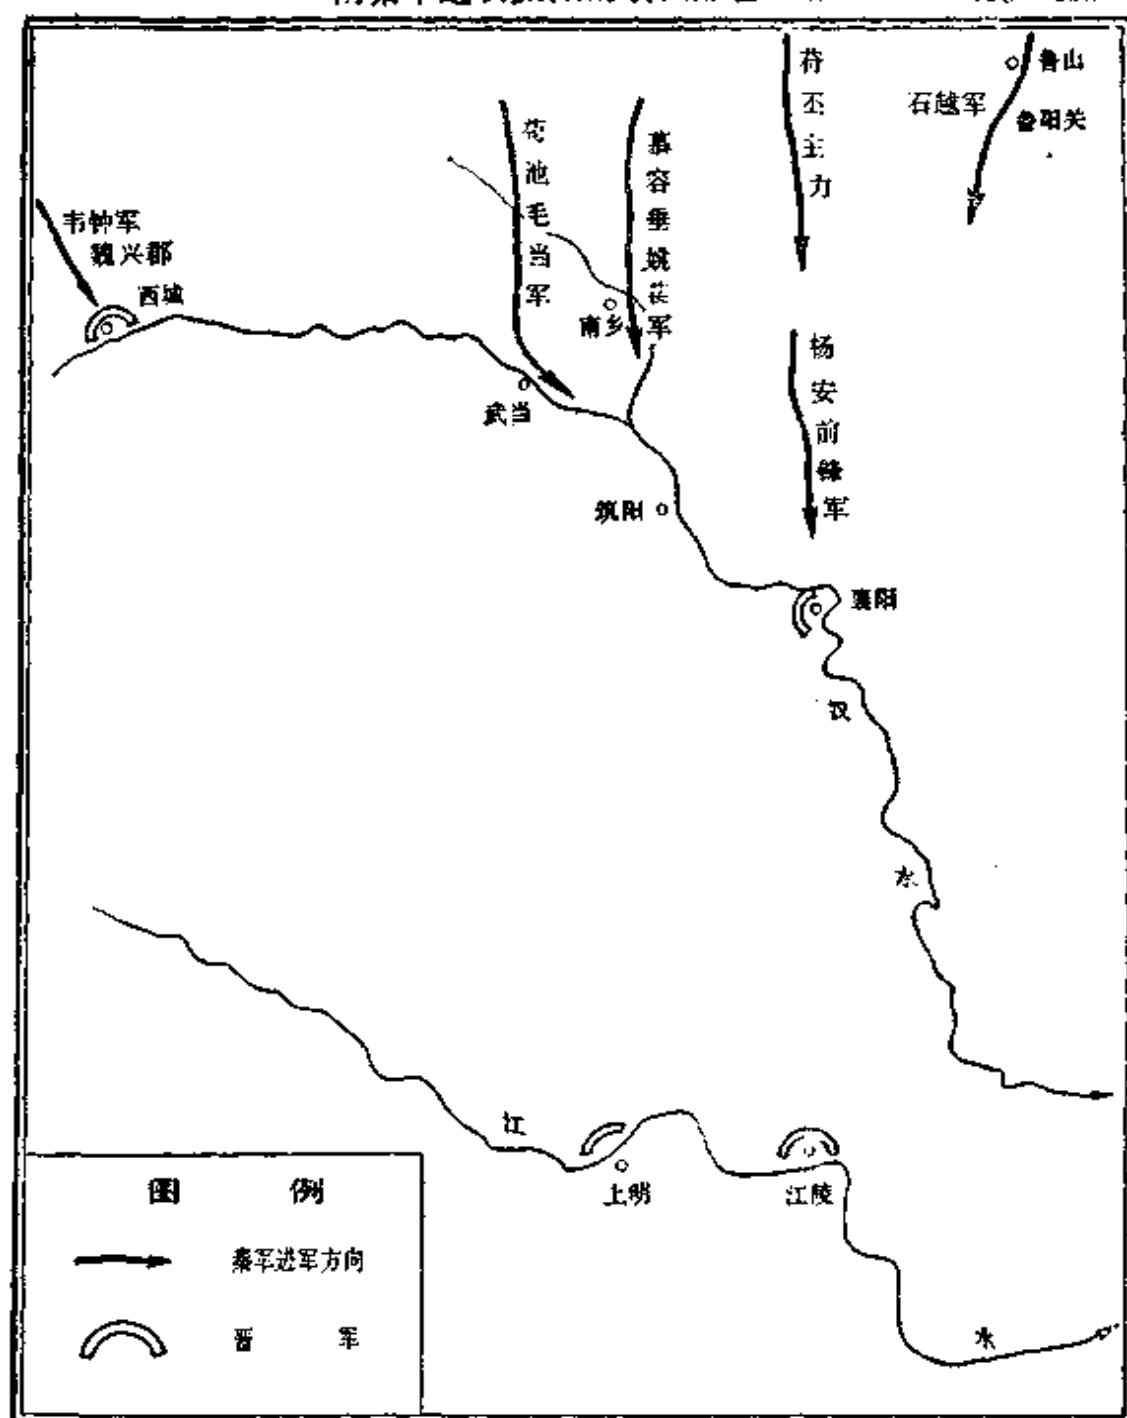 鲁山
石越军
鲁阳关
苻丕主力
慕容垂姚苌军
苟池毛当军
韦钟军
魏兴郡
西城
南乡
武当
杨安前锋军
筑阳
襄阳
汉
水
江
上明
江陵
水
图 例
秦军进军方向
晋 军